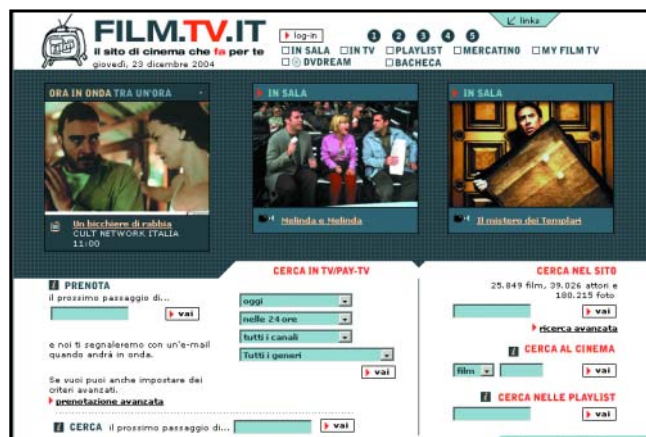 links
FILM.TV.IT
il sito di cinema che fa per te
giovedì, 23 dicembre 2004
log-in
1 2 3 4 5
IN SALA IN TV PLAYLIST MERCATINO MY FILM TV
DVDREAM BACHECA
ORA IN ONDA TRA UN'ORA
Un bicchiere di rabbia
CULT NETWORK ITALIA
11:00
IN SALA
Melinda e Melinda
IN SALA
Il mistero dei Templari
PRENOTA
il prossimo passaggio di...
vai
e noi ti segnaleremo con un'e-mail
quando andrà in onda.
Se vuoi puoi anche impostare dei
criteri avanzati.
prenotazione avanzata
CERCA IN TV/PAY-TV
oggi
nelle 24 ore
tutti i canali
Tutti i generi
vai
CERCA il prossimo passaggio di...
vai
CERCA NEL SITO
25.849 film, 39.026 attori e
180.215 foto
vai
ricerca avanzata
CERCA AL CINEMA
film
vai
CERCA NELLE PLAYLIST
vai